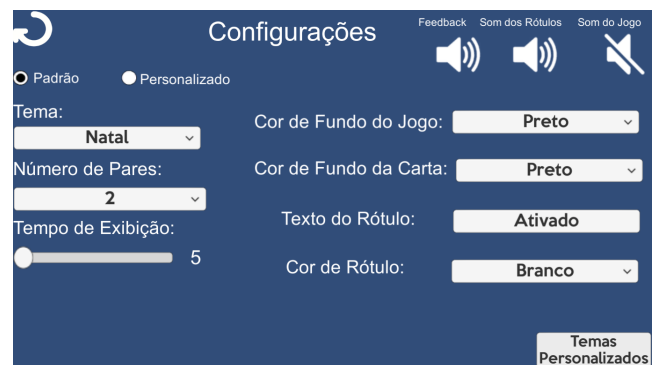 Configurações
Feedback
Som dos Rótulos
Som do Jogo
Padrão
Personalizado
Tema:
Natal
Número de Pares:
2
Tempo de Exibição:
5
Cor de Fundo do Jogo:
Preto
Cor de Fundo da Carta:
Preto
Texto do Rótulo:
Ativado
Cor de Rótulo:
Branco
Temas
Personalizados